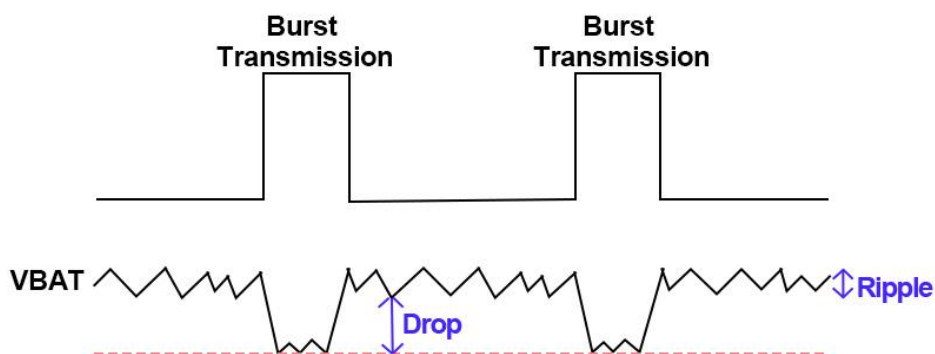 Burst
Transmission
Burst
Transmission
VBAT
Ripple
Drop